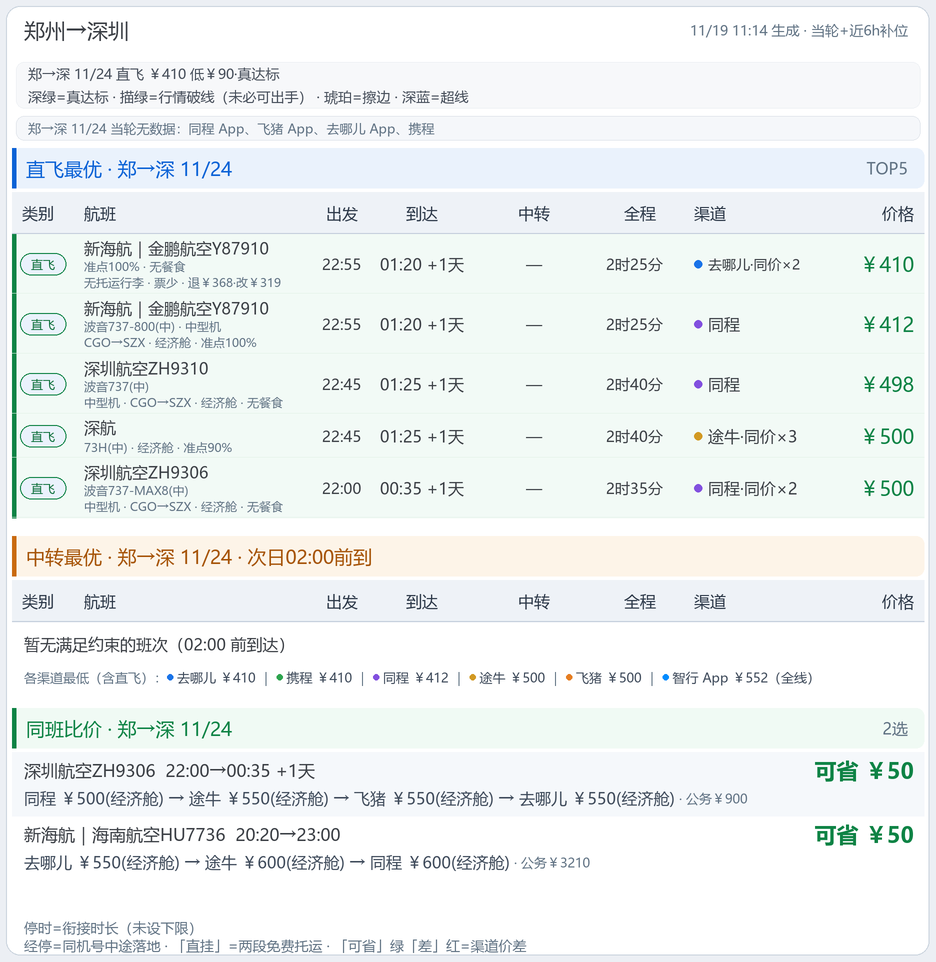 郑州→深圳
11/19 11:14 生成 · 当轮+近6h补位
郑→深 11/24 直飞 ¥410 低¥90·真达标
深绿=真达标 · 描绿=行情破线（未必可出手） · 琥珀=擦边 · 深蓝=超线
郑→深 11/24 当轮无数据：同程 App、飞猪 App、去哪儿 App、携程
直飞最优 · 郑→深 11/24 TOP5
类别 航班 出发 到达 中转 全程 渠道 价格
直飞 新海航｜金鹏航空Y87910 22:55 01:20 +1天 — 2时25分 去哪儿·同价×2 ¥410
准点100% · 无餐食
无托运行李 · 票少 · 退¥368·改¥319
直飞 新海航｜金鹏航空Y87910 22:55 01:20 +1天 — 2时25分 同程 ¥412
波音737-800(中) · 中型机
CGO→SZX · 经济舱 · 准点100%
直飞 深圳航空ZH9310 22:45 01:25 +1天 — 2时40分 同程 ¥498
波音737(中)
中型机 · CGO→SZX · 经济舱 · 无餐食
直飞 深航 22:45 01:25 +1天 — 2时40分 途牛·同价×3 ¥500
73H(中) · 经济舱 · 准点90%
直飞 深圳航空ZH9306 22:00 00:35 +1天 — 2时35分 同程·同价×2 ¥500
波音737-MAX8(中)
中型机 · CGO→SZX · 经济舱 · 无餐食
中转最优 · 郑→深 11/24 · 次日02:00前到
类别 航班 出发 到达 中转 全程 渠道 价格
暂无满足约束的班次（02:00 前到达）
各渠道最低（含直飞）: 去哪儿 ¥410 | 携程 ¥410 | 同程 ¥412 | 途牛 ¥500 | 飞猪 ¥500 | 智行 App ¥552（全线）
同班比价 · 郑→深 11/24 2选
深圳航空ZH9306 22:00→00:35 +1天 可省 ¥50
同程 ¥500(经济舱) → 途牛 ¥550(经济舱) → 飞猪 ¥550(经济舱) → 去哪儿 ¥550(经济舱) · 公务¥900
新海航｜海南航空HU7736 20:20→23:00 可省 ¥50
去哪儿 ¥550(经济舱) → 途牛 ¥600(经济舱) → 同程 ¥600(经济舱) · 公务¥3210
停时=衔接时长（未设下限）
经停=同机号中途落地 · 「直挂」=两段免费托运 · 「可省」绿「差」红=渠道价差